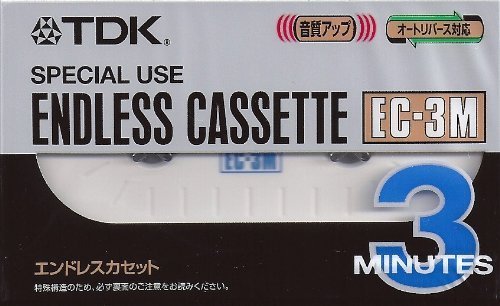 TDK®
音質アップ
オートリバース対応
SPECIAL USE
ENDLESS CASSETTE EC-3M
EC-3M
3
MINUTES
エンドレスカセット
特殊構造のため、必ず裏面のご注意をお読みください。